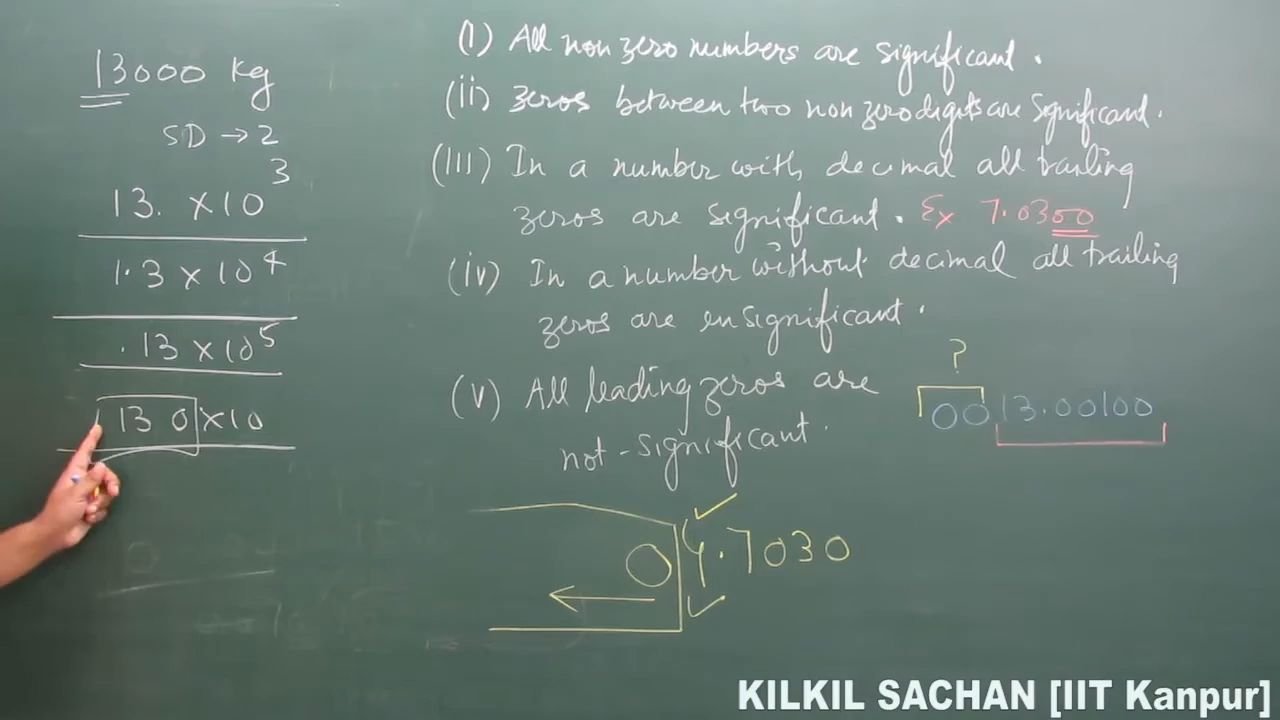 13000 Kg
SD → 2
13. ×10³
1.3 × 10⁴
.13 × 10⁵
130 × 10
(1) All non zero numbers are significant.
(ii) zeros between two non zero digits are significant.
(III) In a number with decimal all trailing
zeros are significant. Ex 7.0300
(iv) In a number without decimal all trailing
zeros are insignificant.
(v) All leading zeros are
not-significant.
?
0013.00100
04.7030
KILKIL SACHAN [IIT Kanpur]